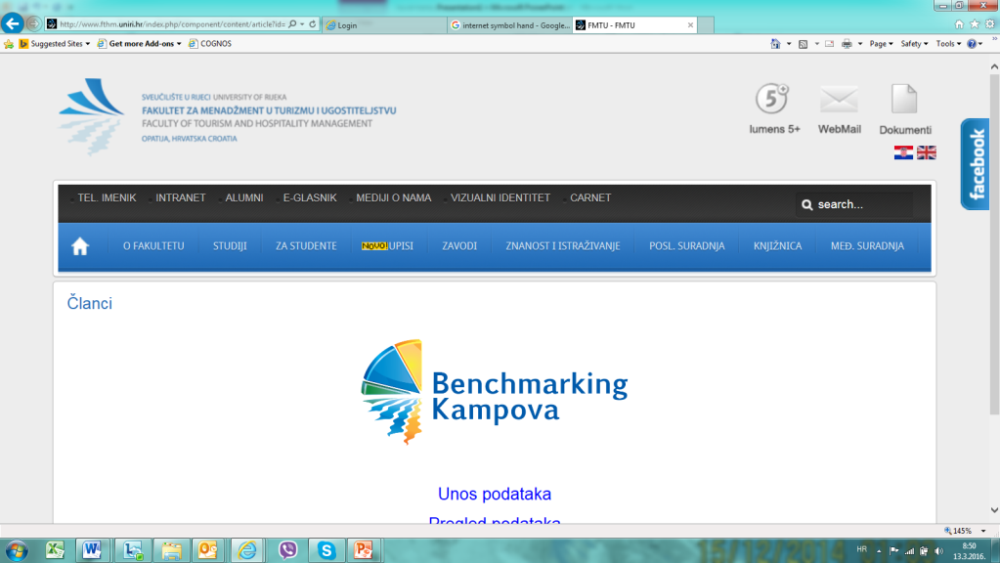 http://www.fthm.uniri.hr/index.php/component/content/article?id=
Login
internet symbol hand - Google...
FMTU - FMTU
Suggested Sites
Get more Add-ons
COGNOS
Page
Safety
Tools
SVEUČILIŠTE U RIJECI UNIVERSITY OF RIJEKA
FAKULTET ZA MENADŽMENT U TURIZMU I UGOSTITELJSTVU
FACULTY OF TOURISM AND HOSPITALITY MANAGEMENT
OPATIJA, HRVATSKA CROATIA
5+
lumens 5+
WebMail
Dokumenti
facebook
TEL. IMENIK
INTRANET
ALUMNI
E-GLASNIK
MEDIJI O NAMA
VIZUALNI IDENTITET
CARNET
search...
O FAKULTETU
STUDIJI
ZA STUDENTE
Novo! UPISI
ZAVODI
ZNANOST I ISTRAŽIVANJE
POSL. SURADNJA
KNJIŽNICA
MEĐ. SURADNJA
Članci
Benchmarking
Kampova
Unos podataka
Pregled podataka
145%
HR
8:50
13.3.2016.